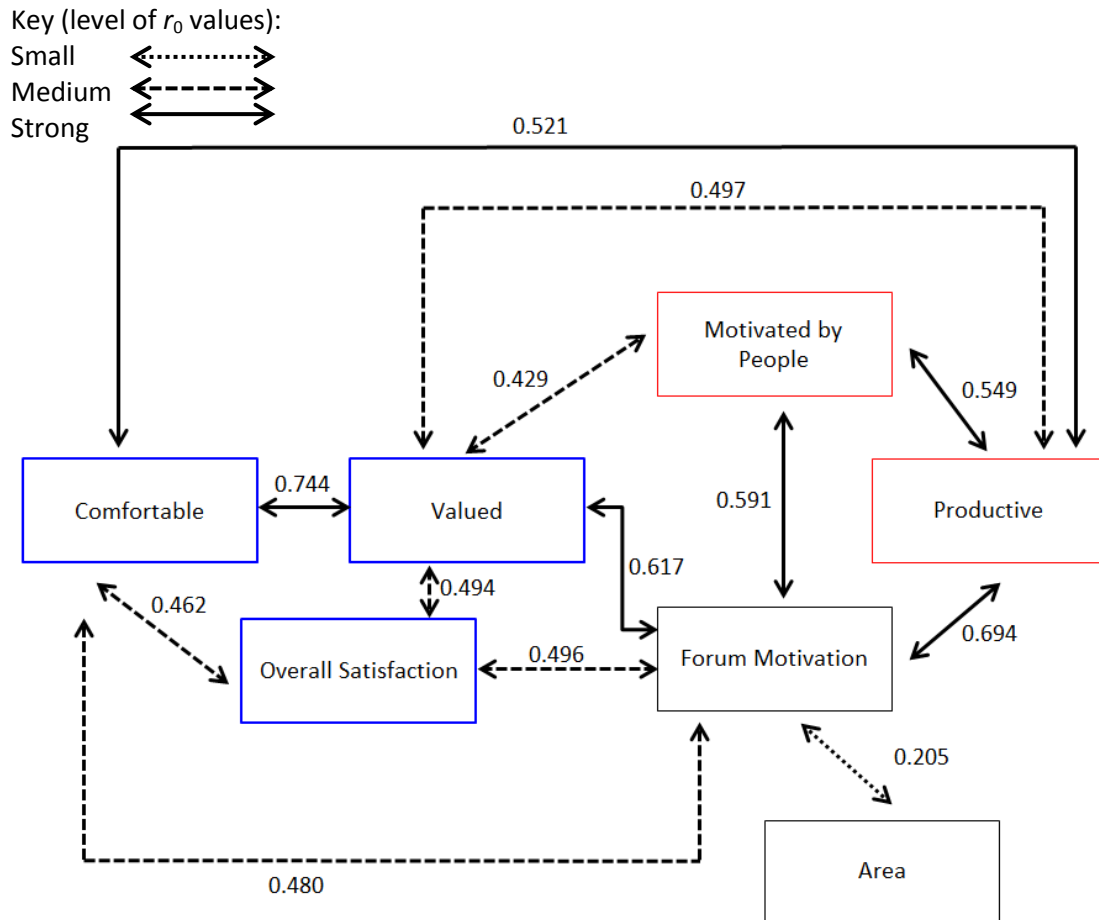 Key (level of r0 values):
Small
Medium
Strong
0.521
0.497
Motivated by
People
0.429
0.549
Comfortable
0.744
Valued
0.591
Productive
0.617
0.494
0.462
0.694
Overall Satisfaction
0.496
Forum Motivation
0.205
Area
0.480